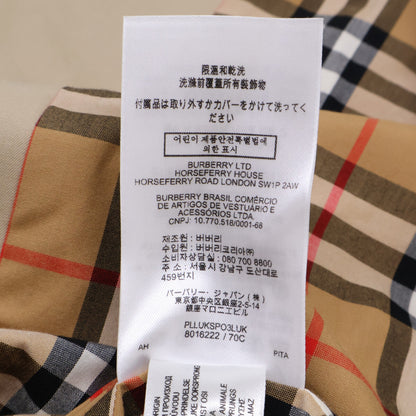 限溫和乾洗
洗滌前覆蓋所有裝飾物
付属品は取り外すかカバーをかけて洗ってく
ださい
어린이 제품안전특별법에
의한 표시
BURBERRY LTD
HORSEFERRY HOUSE
HORSEFERRY ROAD LONDON SW1P 2AW
BURBERRY BRASIL COMÉRCIO
DE ARTIGOS DE VESTUÁRIO E
ACESSÓRIOS LTDA.
CNPJ: 10.770.518/0001-68
제조원: 버버리
수입원: 버버리코리아㈜
소비자상담실: 080 700 8800
주소: 서울시 강남구 도산대로
459번지
バーバリー・ジャパン(株)
東京都中央区銀座2-5-14
銀座マロニエビル
PLLUKSPO3LUK
8016222 / 70C
AH
PITA